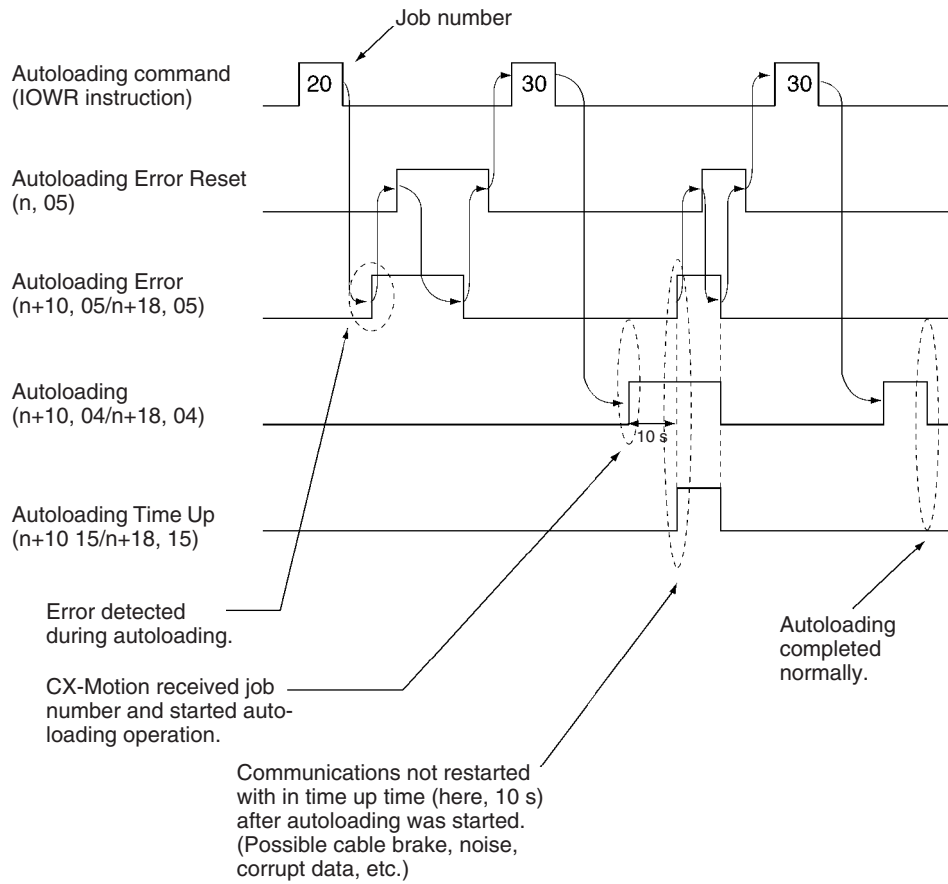 Job number
Autoloading command
(IOWR instruction)
20
30
30
Autoloading Error Reset
(n, 05)
Autoloading Error
(n+10, 05/n+18, 05)
Autoloading
(n+10, 04/n+18, 04)
10 s
Autoloading Time Up
(n+10 15/n+18, 15)
Error detected
during autoloading.
Autoloading
completed
normally.
CX-Motion received job
number and started auto-
loading operation.
Communications not restarted
with in time up time (here, 10 s)
after autoloading was started.
(Possible cable brake, noise,
corrupt data, etc.)